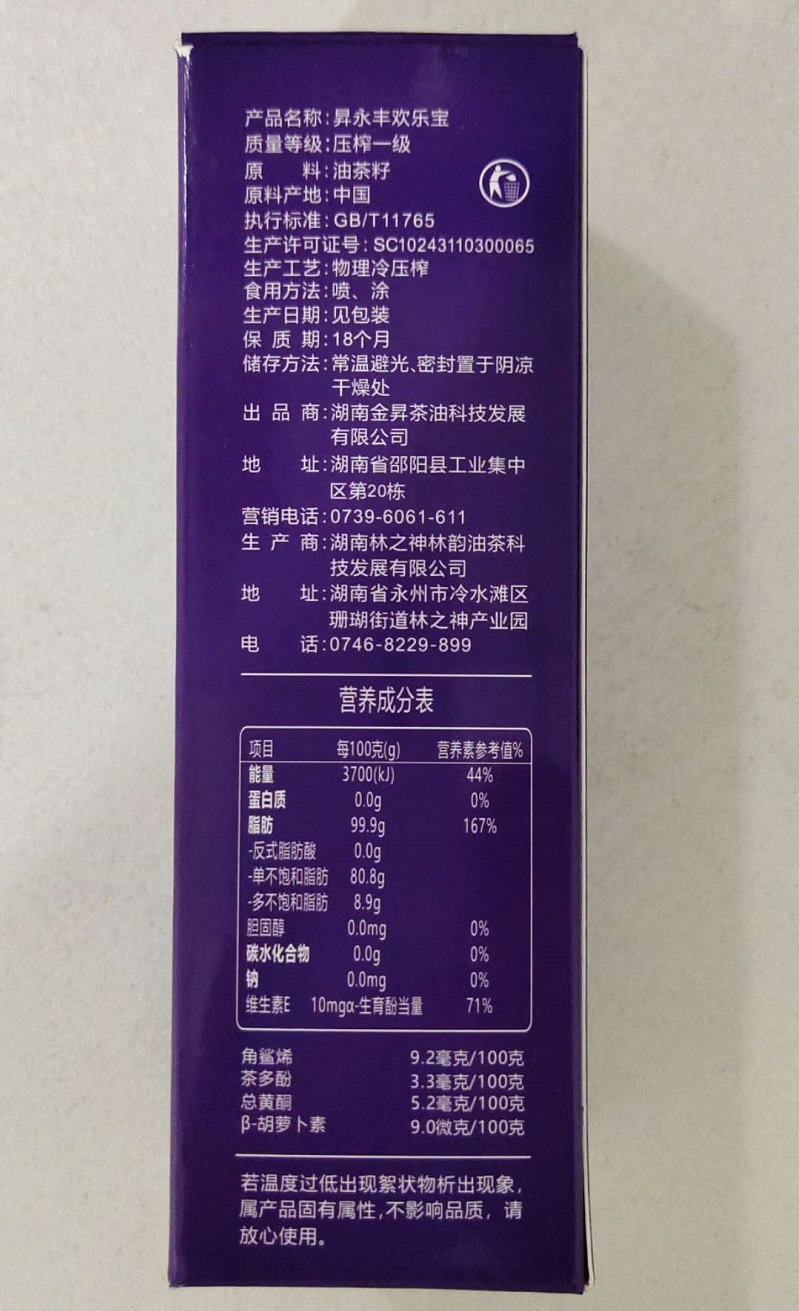 产品名称:昇永丰欢乐宝
质量等级:压榨一级
原 料:油茶籽
原料产地:中国
执行标准:GB/T11765
生产许可证号:SC10243110300065
生产工艺:物理冷压榨
食用方法:喷、涂
生产日期:见包装
保 质 期:18个月
储存方法:常温避光、密封置于阴凉
干燥处
出 品 商:湖南金昇茶油科技发展
有限公司
地 址:湖南省邵阳县工业集中
区第20栋
营销电话:0739-6061-611
生 产 商:湖南林之神林韵油茶科
技发展有限公司
地 址:湖南省永州市冷水滩区
珊瑚街道林之神产业园
电 话:0746-8229-899
营养成分表
项目 每100克(g) 营养素参考值%
能量 3700(kJ) 44%
蛋白质 0.0g 0%
脂肪 99.9g 167%
-反式脂肪酸 0.0g
-单不饱和脂肪 80.8g
-多不饱和脂肪 8.9g
胆固醇 0.0mg 0%
碳水化合物 0.0g 0%
钠 0.0mg 0%
维生素E 10mgα-生育酚当量 71%
角鲨烯 9.2毫克/100克
茶多酚 3.3毫克/100克
总黄酮 5.2毫克/100克
β-胡萝卜素 9.0微克/100克
若温度过低出现絮状物析出现象,
属产品固有属性,不影响品质,请
放心使用。